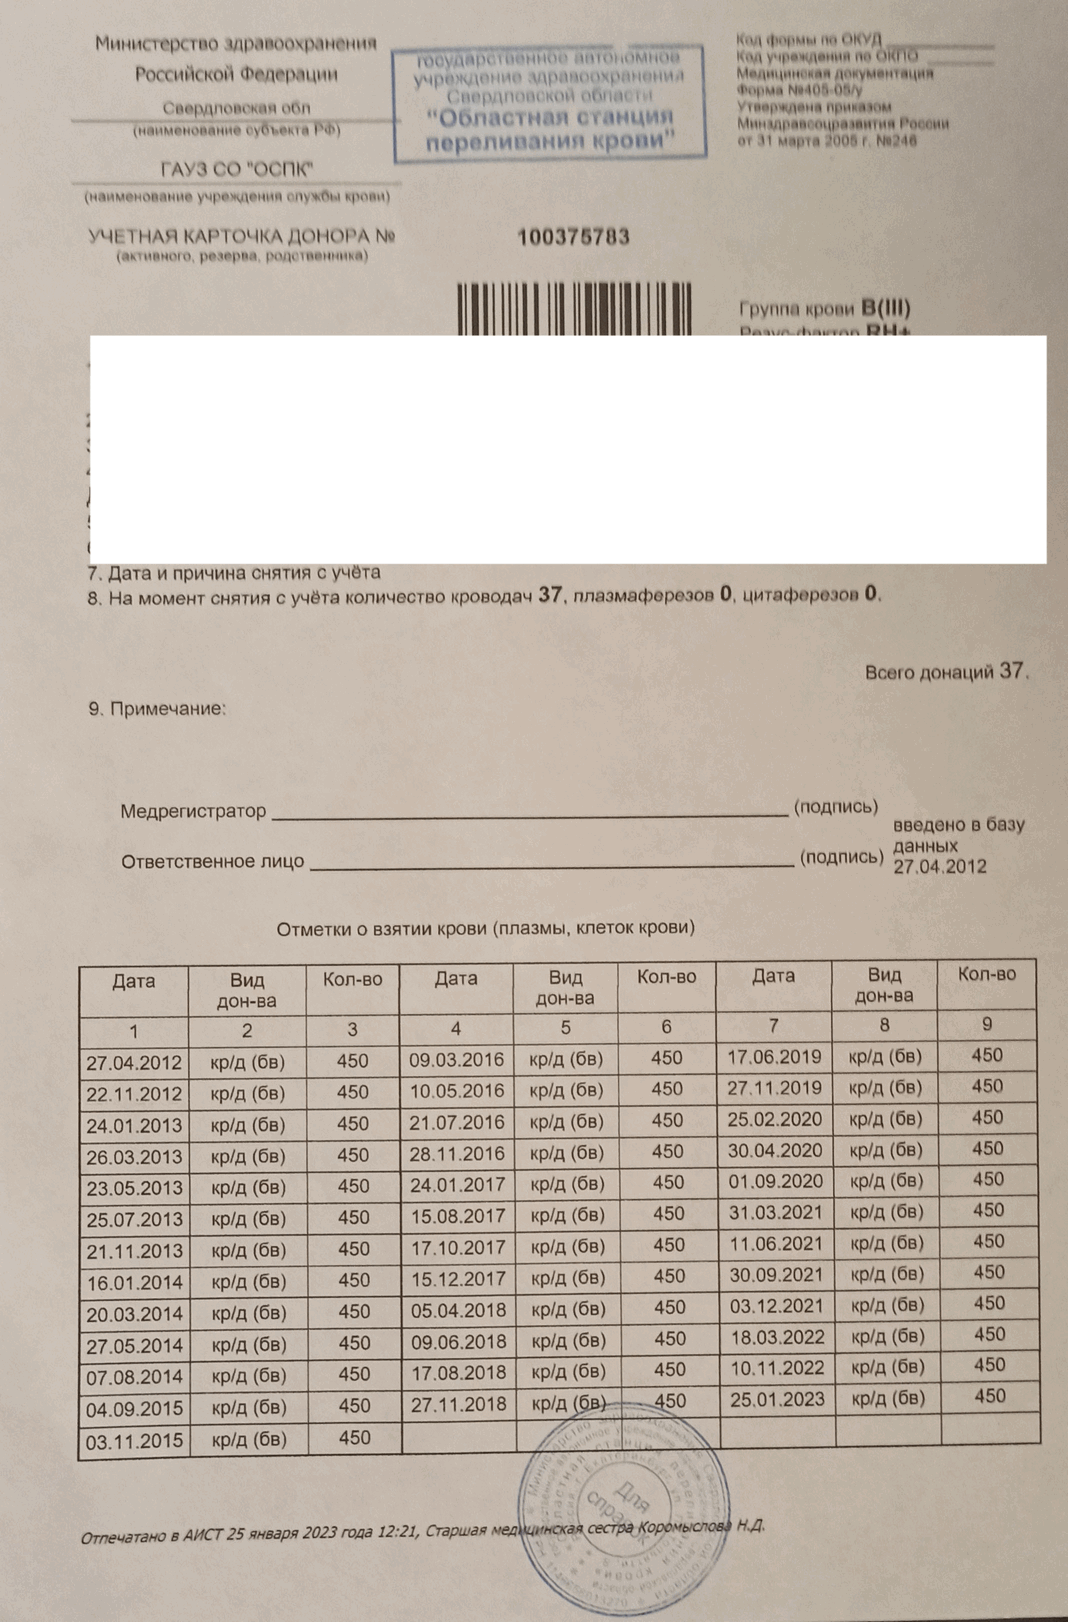 Министерство здравоохранения
Российской Федерации
Свердловская обл
(наименование субъекта РФ)
ГАУЗ СО "ОСПК"
(наименование учреждения службы крови)
государственное автономное
учреждение здравоохранения
Свердловской области
"Областная станция
переливания крови"
Код формы по ОКУД
Код учреждения по ОКПО
Медицинская документация
Форма №405-05/у
Утверждена приказом
Минздравсоцразвития России
от 31 марта 2005 г. №246
УЧЕТНАЯ КАРТОЧКА ДОНОРА № 100375783
(активного, резерва, родственника)
Группа крови B(III)
Резус-фактор RH+
7. Дата и причина снятия с учёта
8. На момент снятия с учёта количество кроводач 37, плазмаферезов 0, цитаферезов 0.
Всего донаций 37.
9. Примечание:
Медрегистратор (подпись)
Ответственное лицо (подпись)
введено в базу
данных
27.04.2012
Отметки о взятии крови (плазмы, клеток крови)
Дата Вид дон-ва Кол-во Дата Вид дон-ва Кол-во Дата Вид дон-ва Кол-во
1 2 3 4 5 6 7 8 9
27.04.2012 кр/д (бв) 450 09.03.2016 кр/д (бв) 450 17.06.2019 кр/д (бв) 450
22.11.2012 кр/д (бв) 450 10.05.2016 кр/д (бв) 450 27.11.2019 кр/д (бв) 450
24.01.2013 кр/д (бв) 450 21.07.2016 кр/д (бв) 450 25.02.2020 кр/д (бв) 450
26.03.2013 кр/д (бв) 450 28.11.2016 кр/д (бв) 450 30.04.2020 кр/д (бв) 450
23.05.2013 кр/д (бв) 450 24.01.2017 кр/д (бв) 450 01.09.2020 кр/д (бв) 450
25.07.2013 кр/д (бв) 450 15.08.2017 кр/д (бв) 450 31.03.2021 кр/д (бв) 450
21.11.2013 кр/д (бв) 450 17.10.2017 кр/д (бв) 450 11.06.2021 кр/д (бв) 450
16.01.2014 кр/д (бв) 450 15.12.2017 кр/д (бв) 450 30.09.2021 кр/д (бв) 450
20.03.2014 кр/д (бв) 450 05.04.2018 кр/д (бв) 450 03.12.2021 кр/д (бв) 450
27.05.2014 кр/д (бв) 450 09.06.2018 кр/д (бв) 450 18.03.2022 кр/д (бв) 450
07.08.2014 кр/д (бв) 450 17.08.2018 кр/д (бв) 450 10.11.2022 кр/д (бв) 450
04.09.2015 кр/д (бв) 450 27.11.2018 кр/д (бв) 450 25.01.2023 кр/д (бв) 450
03.11.2015 кр/д (бв) 450
Для
справок
Отпечатано в АИСТ 25 января 2023 года 12:21, Старшая медицинская сестра Коромыслова Н.Д.